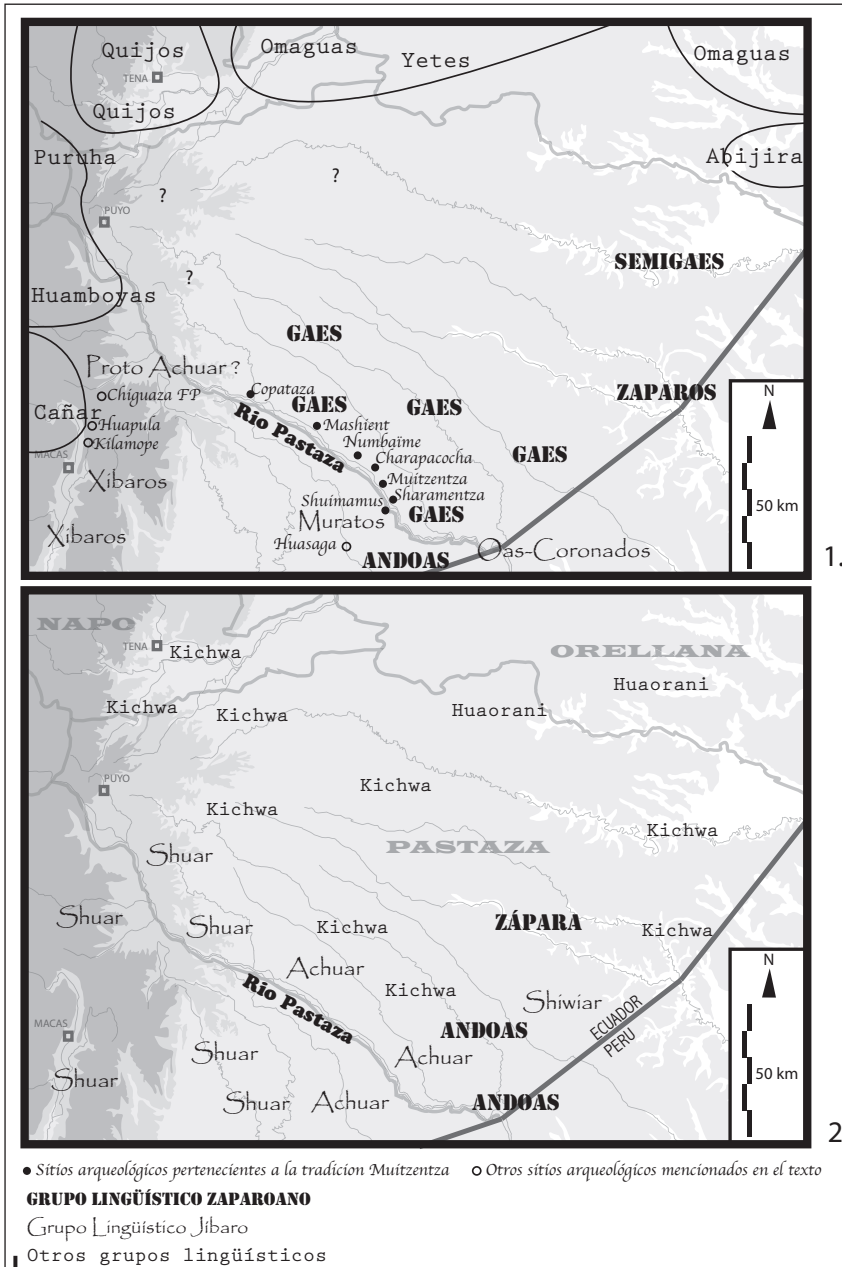 Quijos
Omaguas
Yetes
Omaguas
TENA
Quijos
Puruha
Abijira
?
?
PUYO
SEMIGAES
?
Huamboyas
GAES
Proto Achuar ?
Chiguaza FP
Copataza
ZAPAROS
N
Cañar
GAES
GAES
Rio Pastaza
Huapula
Mashient
Kilamope
Numbaïme
MACAS
Charapacocha
GAES
Xibaros
Muitzentza
Sharamentza
Shuimamus
50 km
GAES
Muratos
Xibaros
Huasaga
Oas-Coronados
ANDOAS
1.
NAPO
TENA
Kichwa
ORELLANA
Huaorani
Kichwa
Kichwa
Huaorani
PUYO
Kichwa
Kichwa
Kichwa
PASTAZA
Shuar
Shuar
Shuar
Kichwa
ZÁPARA
Kichwa
N
Achuar
Rio Pastaza
Kichwa
Shiwiar
MACAS
ECUADOR
PERU
ANDOAS
Shuar
Achuar
50 km
Shuar
Shuar
Achuar
ANDOAS
2
Sitios arqueológicos pertenecientes a la tradicion Muitzentza
Otros sitios arqueológicos mencionados en el texto
GRUPO LINGÜÍSTICO ZAPAROANO
Grupo Lingüístico Jíbaro
Otros grupos lingüísticos